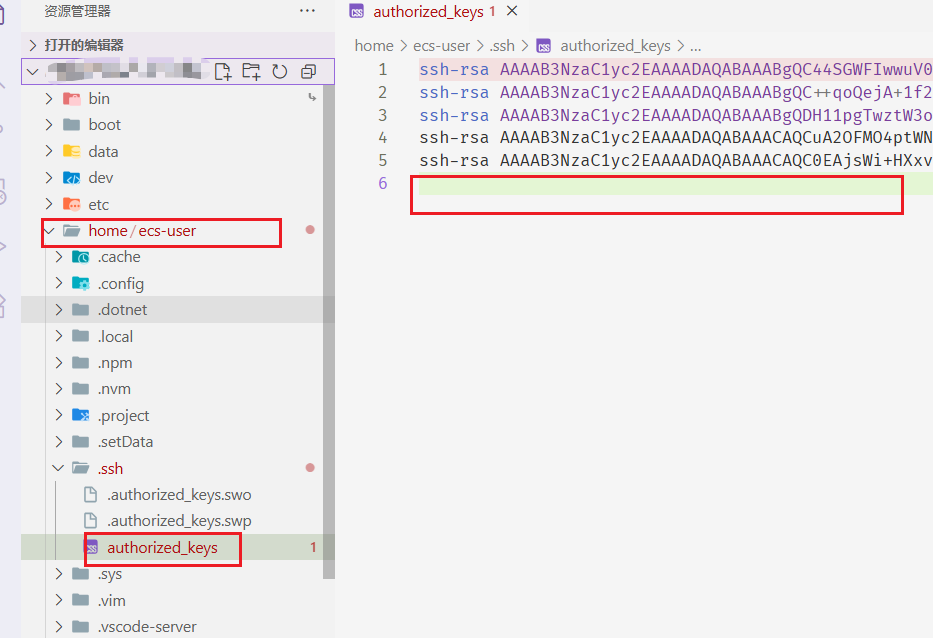 资源管理器
···
打开的编辑器
bin
boot
data
dev
etc
home/ecs-user
.cache
.config
.dotnet
.local
.npm
.nvm
.project
.setData
.ssh
.authorized_keys.swo
.authorized_keys.swp
authorized_keys 1
.sys
.vim
.vscode-server
authorized_keys 1
home > ecs-user > .ssh > authorized_keys > ...
1 ssh-rsa AAAAB3NzaC1yc2EAAAADAQABAAABgQC44SGWFIwwuV0
2 ssh-rsa AAAAB3NzaC1yc2EAAAADAQABAAABgQC++qoQejA+1f2
3 ssh-rsa AAAAB3NzaC1yc2EAAAADAQABAAABgQDH11pgTwztW3o
4 ssh-rsa AAAAB3NzaC1yc2EAAAADAQABAAACAQCuA2OFMO4ptWN
5 ssh-rsa AAAAB3NzaC1yc2EAAAADAQABAAACAQC0EAjsWi+HXxv
6